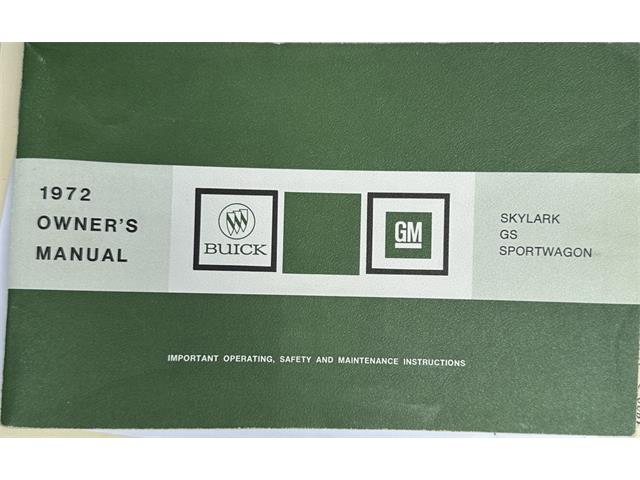 1972
OWNER'S
MANUAL
BUICK
GM
SKYLARK
GS
SPORTWAGON
IMPORTANT OPERATING, SAFETY AND MAINTENANCE INSTRUCTIONS